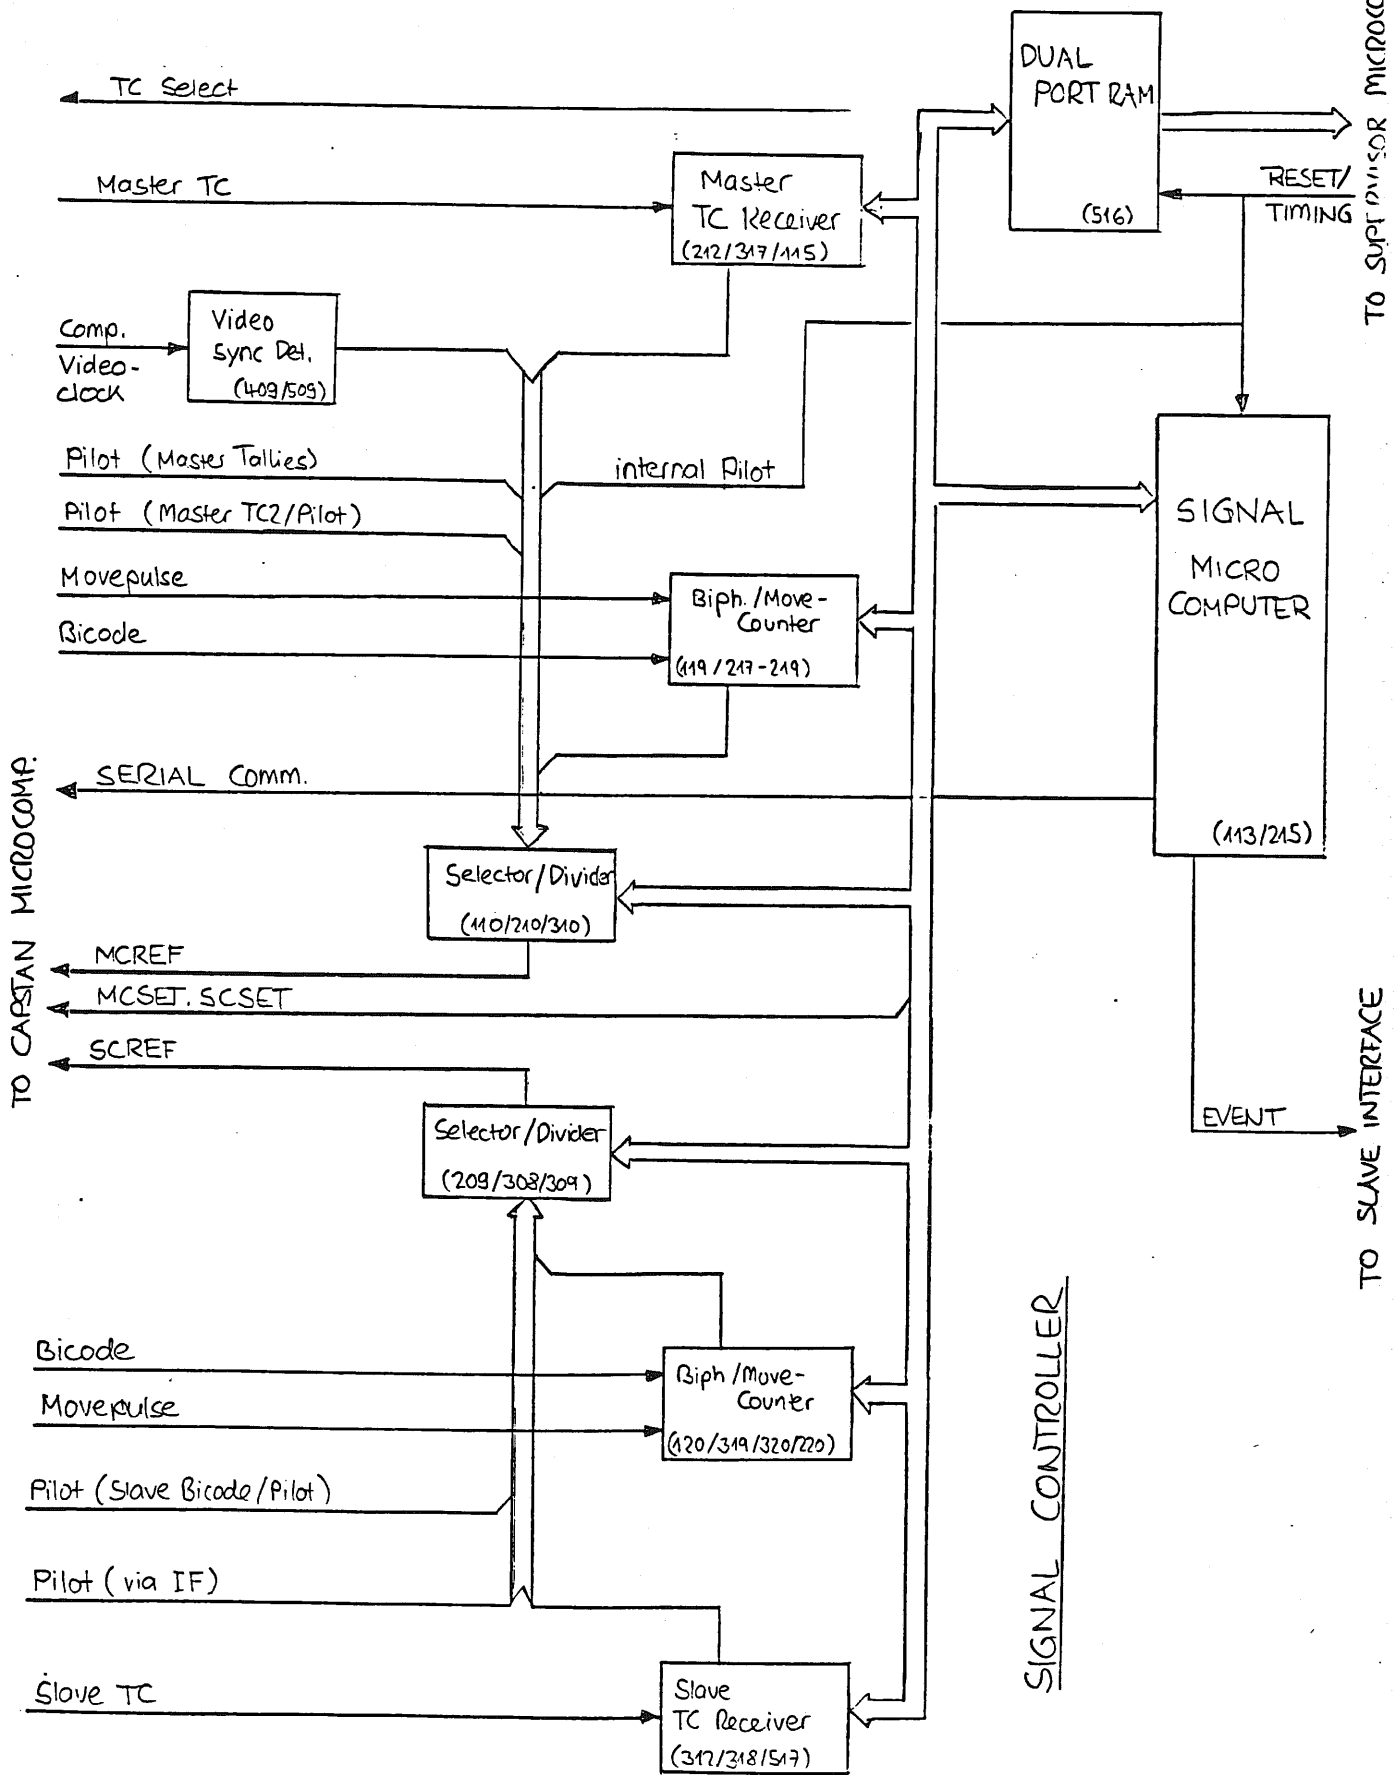 TC Select
DUAL
PORT RAM
(516)
TO SUPERVISOR
RESET/
TIMING
Master TC
Master
TC Receiver
(212/317/115)
Comp.
Video-
clock
Video
Sync Det.
(409/509)
Pilot (Master Tallies)
internal Pilot
Pilot (Master TC2/Pilot)
SIGNAL
MICRO
COMPUTER
(113/215)
Movepulse
Bicode
Biph./Move-
Counter
(119/217-219)
SERIAL Comm.
TO CAPSTAN MICROCOMP.
Selector/Divider
(110/210/310)
MCREF
MCSET. SCSET
SCREF
EVENT
TO SLAVE INTERFACE
Selector/Divider
(209/308/309)
Bicode
Movepulse
Biph/Move-
Counter
(120/319/320/220)
Pilot (Slave Bicode/Pilot)
Pilot (via IF)
Slave TC
Slave
TC Receiver
(312/318/517)
SIGNAL CONTROLLER